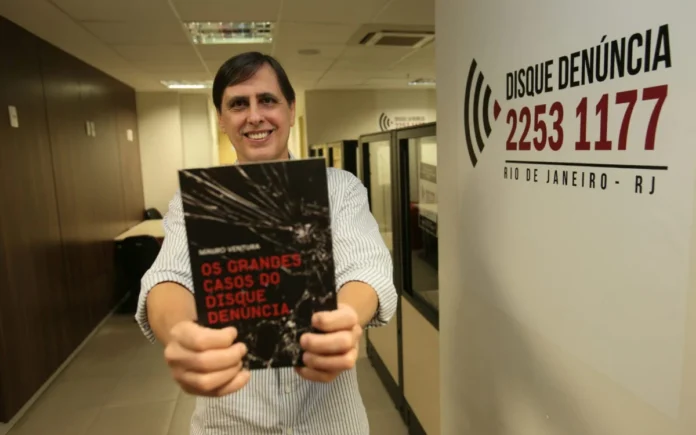 MAURO VENTURA
OS GRANDES
CASOS DO
DISQUE
DENÚNCIA
DISQUE DENÚNCIA
2253 1177
RIO DE JANEIRO - RJ